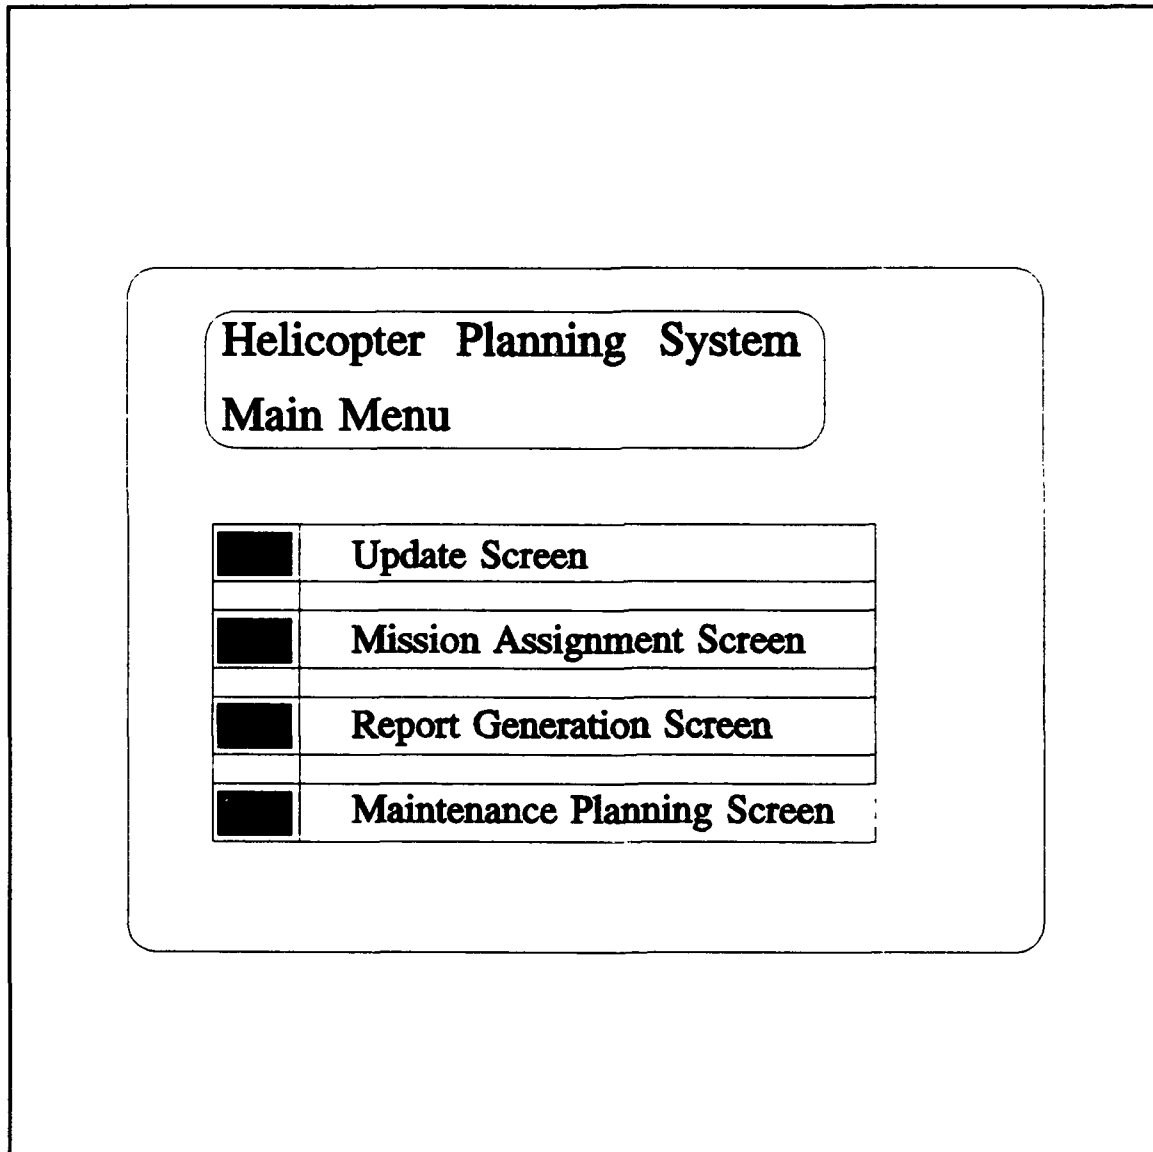 Helicopter Planning System
Main Menu
Update Screen
Mission Assignment Screen
Report Generation Screen
Maintenance Planning Screen